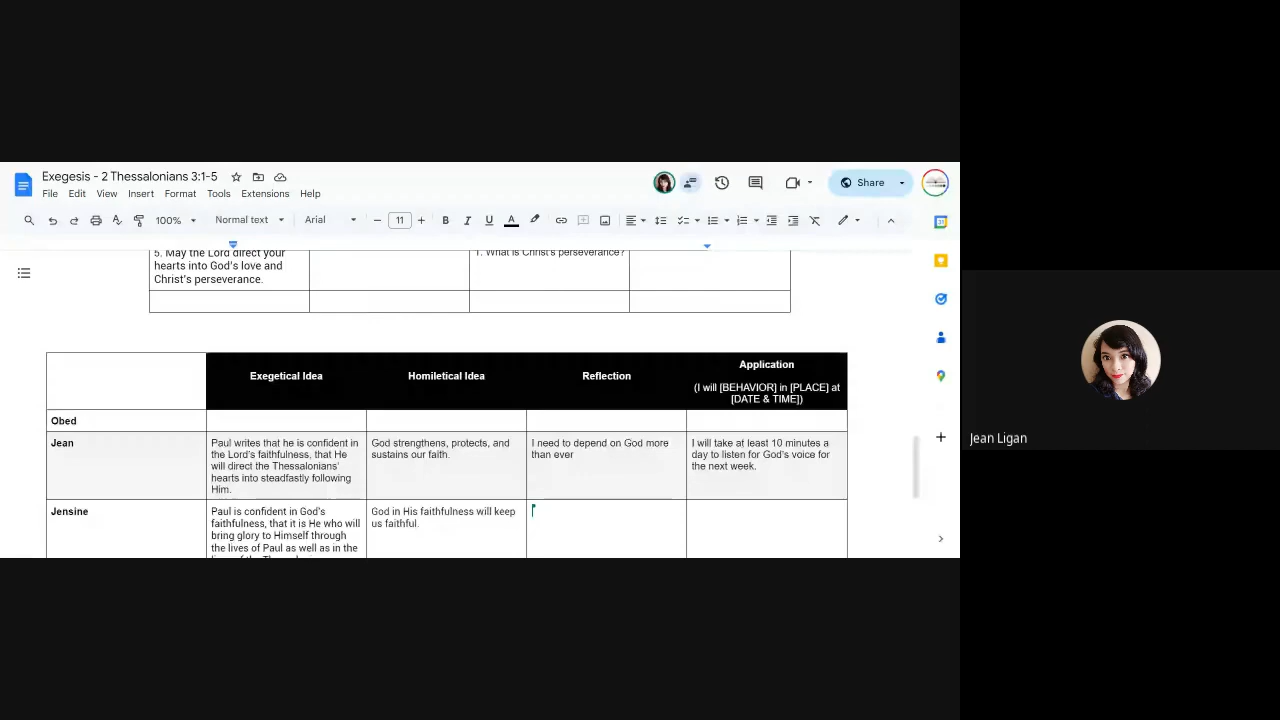 Exegesis - 2 Thessalonians 3:1-5
Share
File Edit View Insert Format Tools Extensions Help
100% Normal text Arial 11 B I U A
5. May the Lord direct your
hearts into God's love and
Christ's perseverance.
1. What is Christ's perseverance?
Exegetical Idea
Homiletical Idea
Reflection
Application
(I will [BEHAVIOR] in [PLACE] at
[DATE & TIME])
Obed
Jean
Paul writes that he is confident in
the Lord's faithfulness, that He
will direct the Thessalonians'
hearts into steadfastly following
Him.
God strengthens, protects, and
sustains our faith.
I need to depend on God more
than ever
I will take at least 10 minutes a
day to listen for God's voice for
the next week.
Jensine
Paul is confident in God's
faithfulness, that it is He who will
bring glory to Himself through
the lives of Paul as well as in the
God in His faithfulness will keep
us faithful.
Jean Ligan